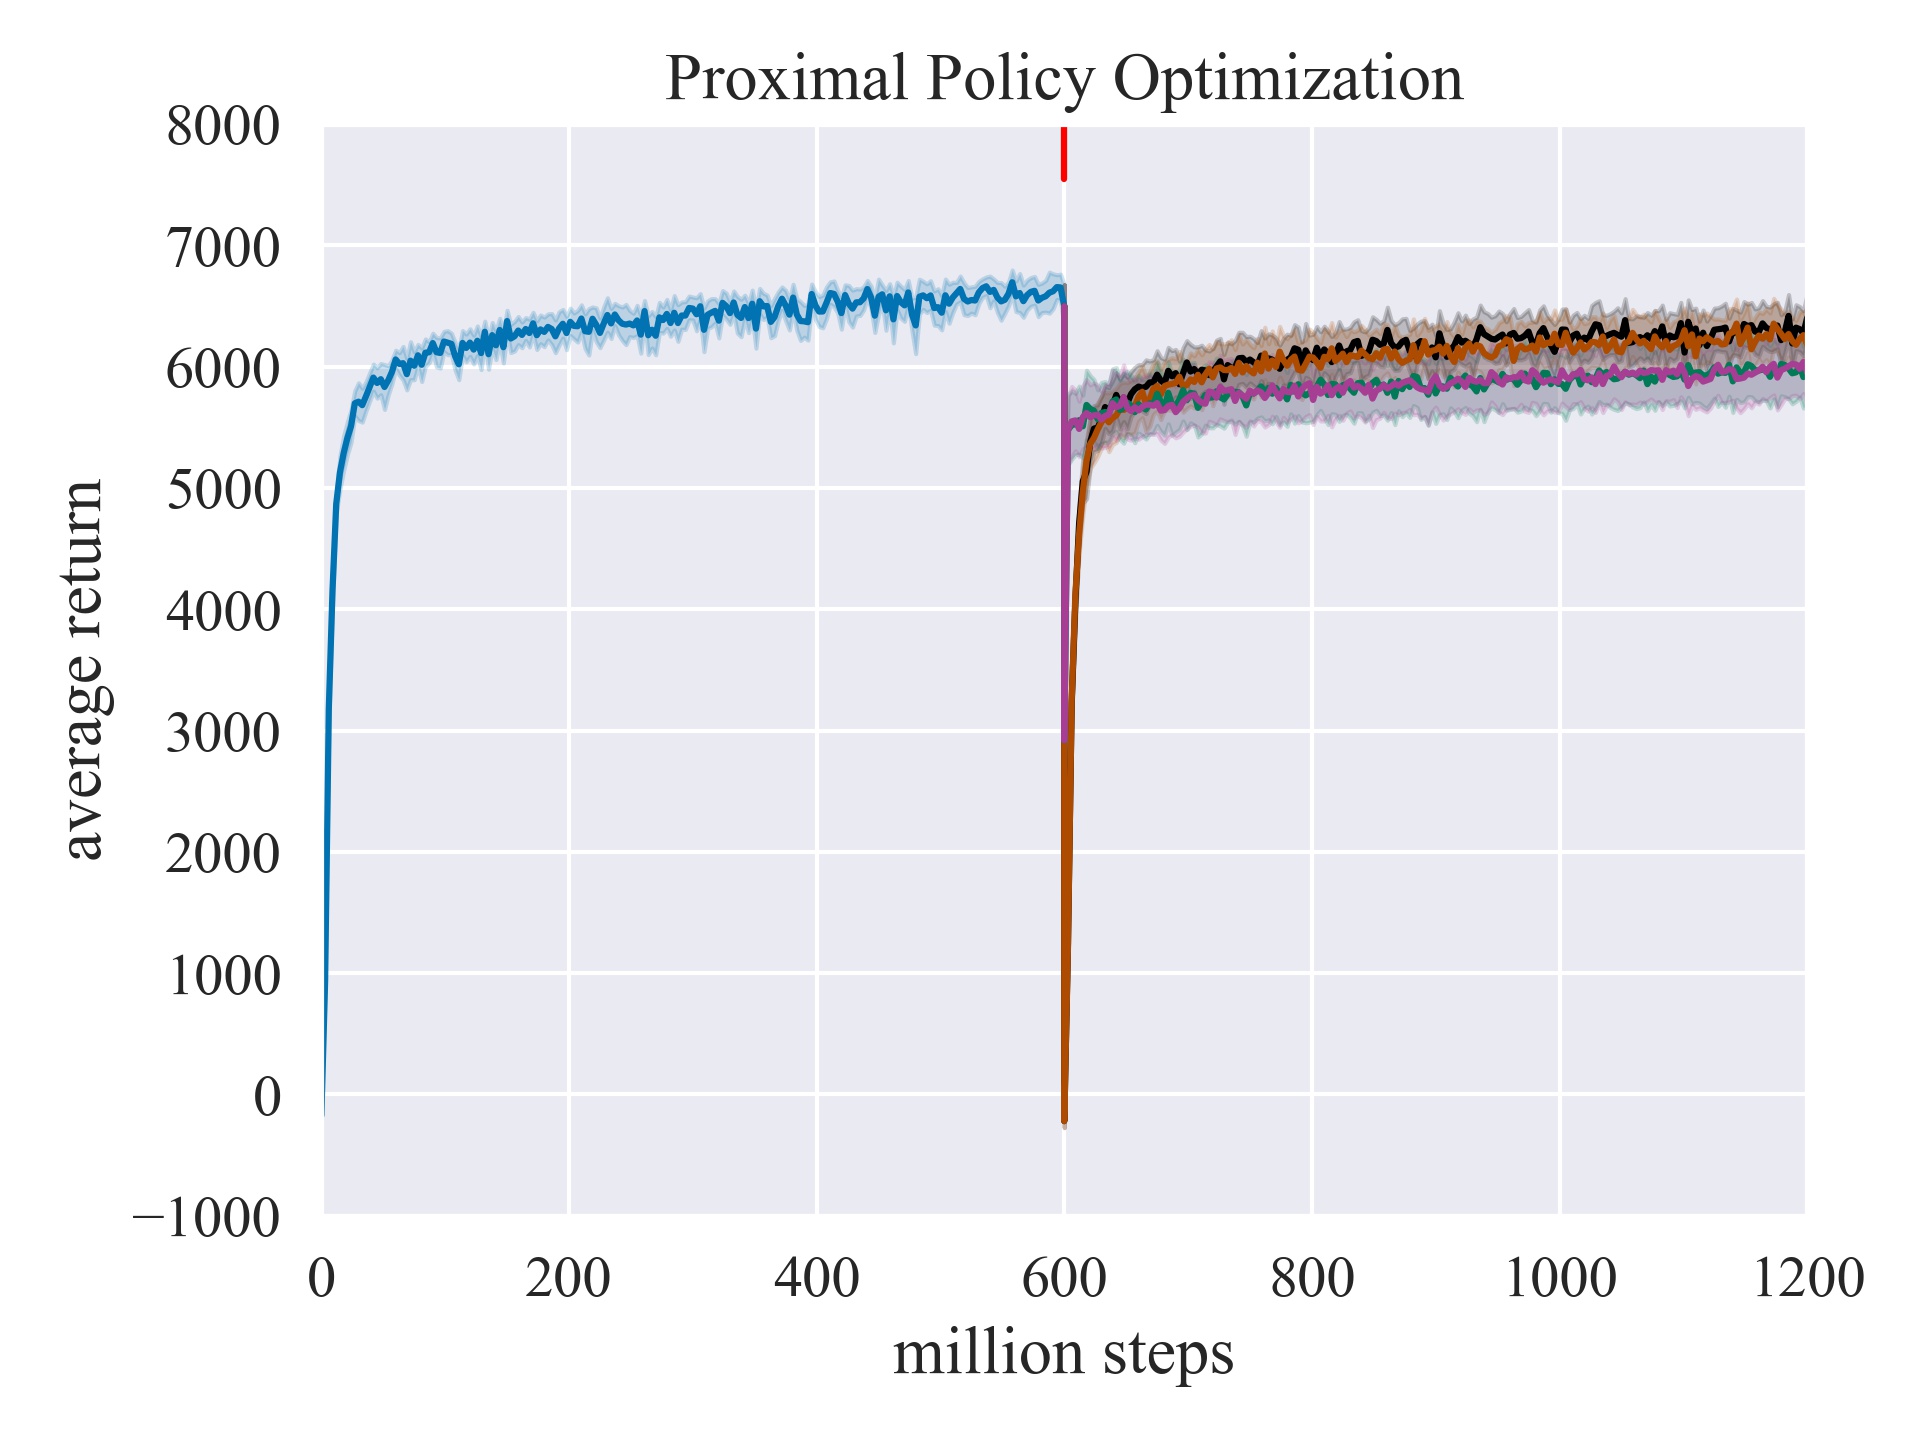 Proximal Policy Optimization
8000
7000
6000
5000
4000
3000
2000
1000
0
−1000
average return
0 200 400 600 800 1000 1200
million steps